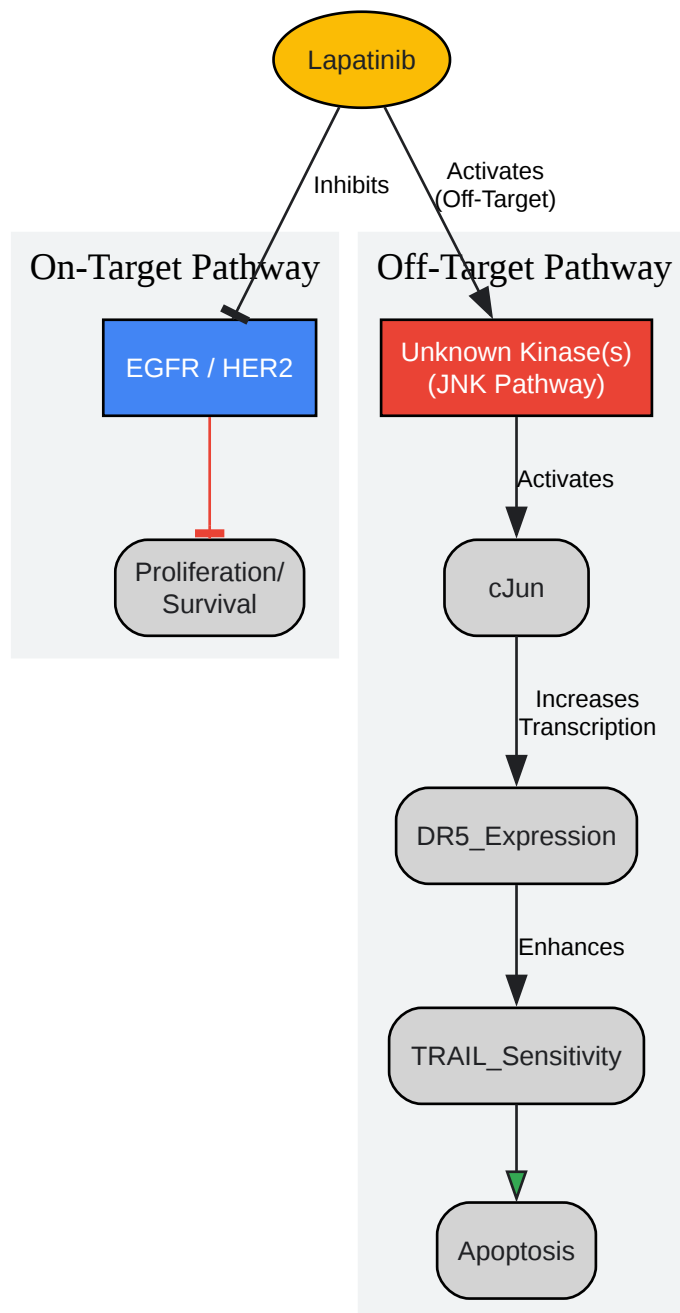 Lapatinib
Inhibits
Activates
(Off-Target)
On-Target Pathway
EGFR / HER2
Proliferation/
Survival
Off-Target Pathway
Unknown Kinase(s)
(JNK Pathway)
Activates
cJun
Increases
Transcription
DR5_Expression
Enhances
TRAIL_Sensitivity
Apoptosis